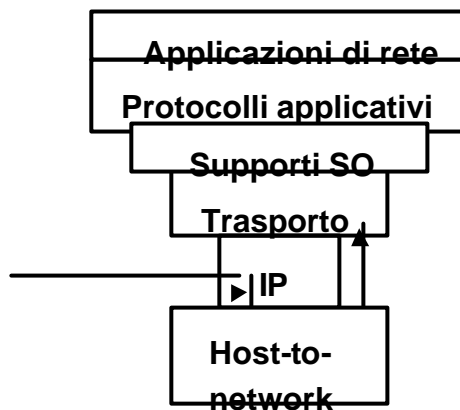 Applicazioni di rete
Protocolli applicativi
Supporti SO
Trasporto
IP
Host-to-
network